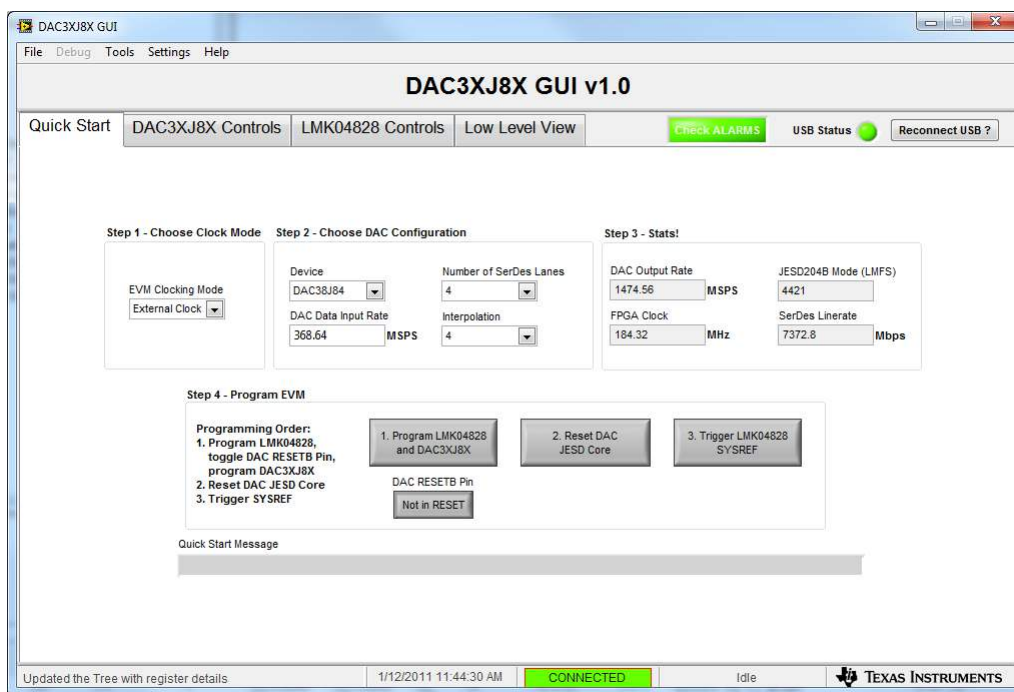 DAC3XJ8X GUI
File Debug Tools Settings Help
DAC3XJ8X GUI v1.0
Quick Start DAC3XJ8X Controls LMK04828 Controls Low Level View Check ALARMS USB Status Reconnect USB ?
Step 1 - Choose Clock Mode
EVM Clocking Mode
External Clock
Step 2 - Choose DAC Configuration
Device Number of SerDes Lanes
DAC38J84 4
DAC Data Input Rate Interpolation
368.64 MSPS 4
Step 3 - Stats!
DAC Output Rate JESD204B Mode (LMFS)
1474.56 MSPS 4421
FPGA Clock SerDes Linerate
184.32 MHz 7372.8 Mbps
Step 4 - Program EVM
Programming Order:
1. Program LMK04828,
toggle DAC RESETB Pin,
program DAC3XJ8X
2. Reset DAC JESD Core
3. Trigger SYSREF
1. Program LMK04828
and DAC3XJ8X
2. Reset DAC
JESD Core
3. Trigger LMK04828
SYSREF
DAC RESETB Pin
Not in RESET
Quick Start Message
Updated the Tree with register details 1/12/2011 11:44:30 AM CONNECTED Idle TEXAS INSTRUMENTS